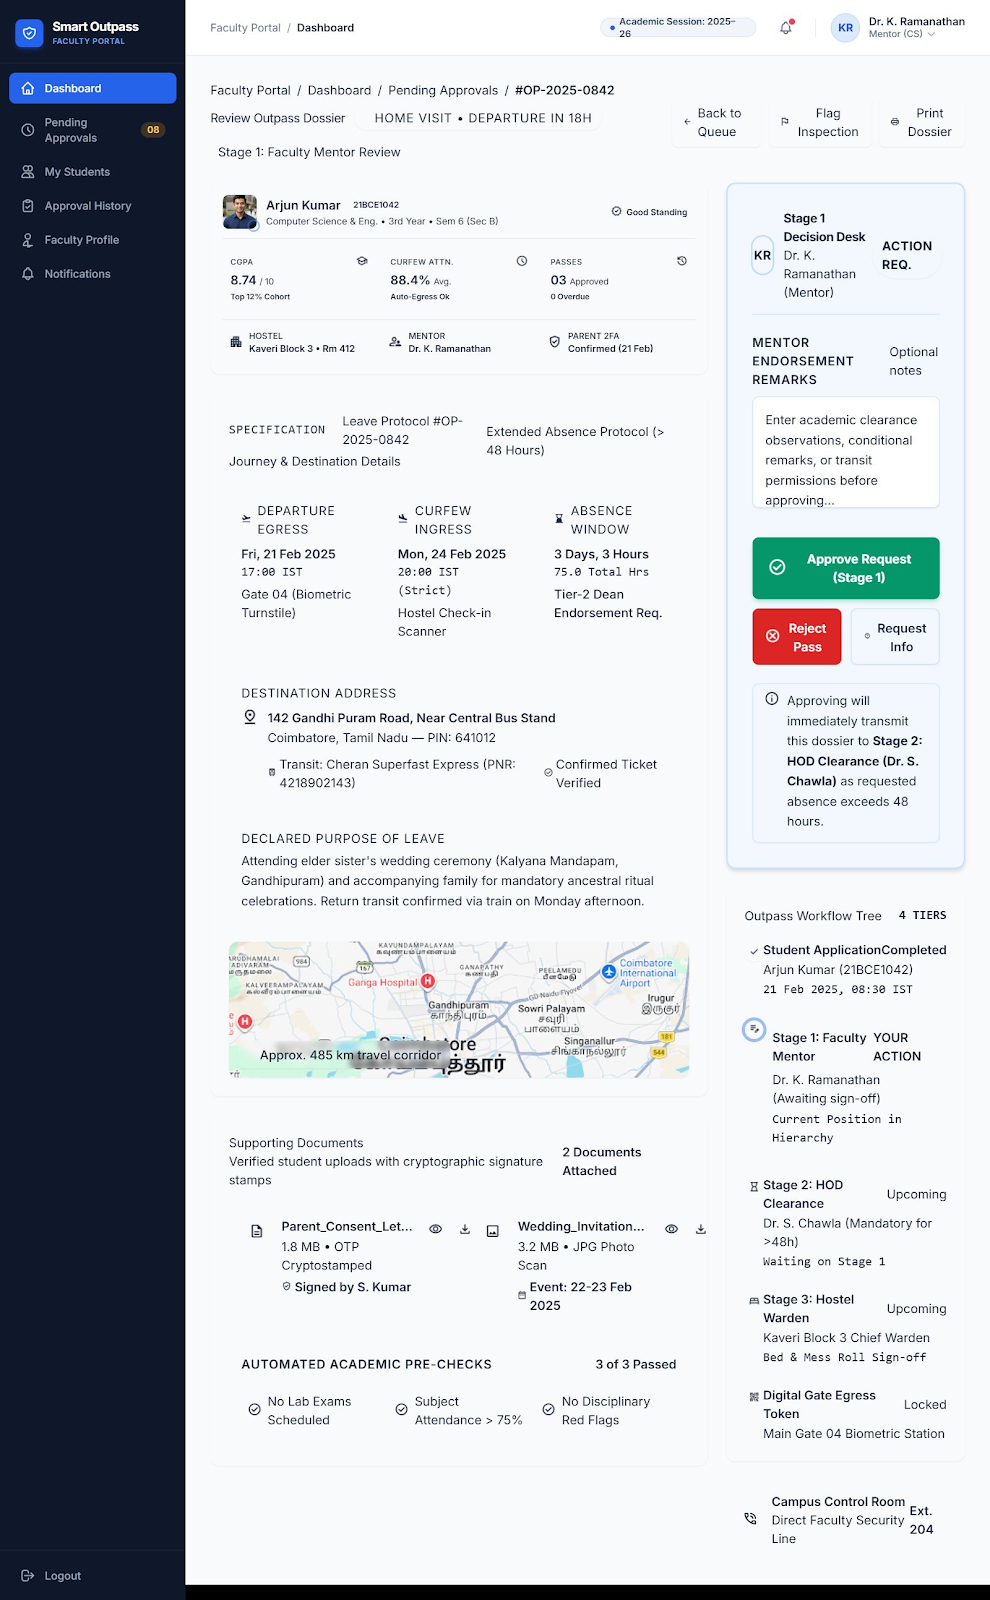 Smart Outpass
FACULTY PORTAL
Dashboard
Pending
Approvals
08
My Students
Approval History
Faculty Profile
Notifications
Logout
Faculty Portal / Dashboard
Academic Session: 2025–
26
KR
Dr. K. Ramanathan
Mentor (CS)
Faculty Portal / Dashboard / Pending Approvals / #OP-2025-0842
Review Outpass Dossier
HOME VISIT • DEPARTURE IN 18H
Stage 1: Faculty Mentor Review
Back to
Queue
Flag
Inspection
Print
Dossier
Arjun Kumar 21BCE1042
Computer Science & Eng. • 3rd Year • Sem 6 (Sec B)
Good Standing
CGPA
8.74 / 10
Top 12% Cohort
CURFEW ATTN.
88.4% Avg.
Auto-Egress Ok
PASSES
03 Approved
0 Overdue
HOSTEL
Kaveri Block 3 • Rm 412
MENTOR
Dr. K. Ramanathan
PARENT 2FA
Confirmed (21 Feb)
SPECIFICATION
Leave Protocol #OP-
2025-0842
Extended Absence Protocol (>
48 Hours)
Journey & Destination Details
DEPARTURE
EGRESS
Fri, 21 Feb 2025
17:00 IST
Gate 04 (Biometric
Turnstile)
CURFEW
INGRESS
Mon, 24 Feb 2025
20:00 IST
(Strict)
Hostel Check-in
Scanner
ABSENCE
WINDOW
3 Days, 3 Hours
75.0 Total Hrs
Tier-2 Dean
Endorsement Req.
DESTINATION ADDRESS
142 Gandhi Puram Road, Near Central Bus Stand
Coimbatore, Tamil Nadu — PIN: 641012
Transit: Cheran Superfast Express (PNR:
4218902143)
Confirmed Ticket
Verified
DECLARED PURPOSE OF LEAVE
Attending elder sister's wedding ceremony (Kalyana Mandapam,
Gandhipuram) and accompanying family for mandatory ancestral ritual
celebrations. Return transit confirmed via train on Monday afternoon.
KAVUNDAMPALAYAM
கவுண்டம்பாளையம்
984
167
KALVEERAMPALAYAM
GANAPATHY
கணபதி
PEELAMEDU
பீளமேடு
Coimbatore
International
Airport
Ganga Hospital
H
GD Naidu Flyover
Gandhipuram
காந்திபுரம்
Sowri Palayam
சவுரி
பாளையம்
Irugur
இருகூர்
H
Singanallur
சிங்காநல்லூர்
181
544
Approx. 485 km travel corridor
Supporting Documents
Verified student uploads with cryptographic signature
stamps
2 Documents
Attached
Parent_Consent_Let...
1.8 MB • OTP
Cryptostamped
Signed by S. Kumar
Wedding_Invitation...
3.2 MB • JPG Photo
Scan
Event: 22-23 Feb
2025
AUTOMATED ACADEMIC PRE-CHECKS
3 of 3 Passed
No Lab Exams
Scheduled
Subject
Attendance > 75%
No Disciplinary
Red Flags
KR
Stage 1
Decision Desk
Dr. K.
Ramanathan
(Mentor)
ACTION
REQ.
MENTOR
ENDORSEMENT
REMARKS
Optional
notes
Enter academic clearance
observations, conditional
remarks, or transit
permissions before
approving...
Approve Request
(Stage 1)
Reject
Pass
Request
Info
Approving will
immediately transmit
this dossier to Stage 2:
HOD Clearance (Dr. S.
Chawla) as requested
absence exceeds 48
hours.
Outpass Workflow Tree
4 TIERS
Student ApplicationCompleted
Arjun Kumar (21BCE1042)
21 Feb 2025, 08:30 IST
Stage 1: Faculty
Mentor
YOUR
ACTION
Dr. K. Ramanathan
(Awaiting sign-off)
Current Position in
Hierarchy
Stage 2: HOD
Clearance
Upcoming
Dr. S. Chawla (Mandatory for
>48h)
Waiting on Stage 1
Stage 3: Hostel
Warden
Upcoming
Kaveri Block 3 Chief Warden
Bed & Mess Roll Sign-off
Digital Gate Egress
Token
Locked
Main Gate 04 Biometric Station
Campus Control Room
Direct Faculty Security
Line
Ext.
204